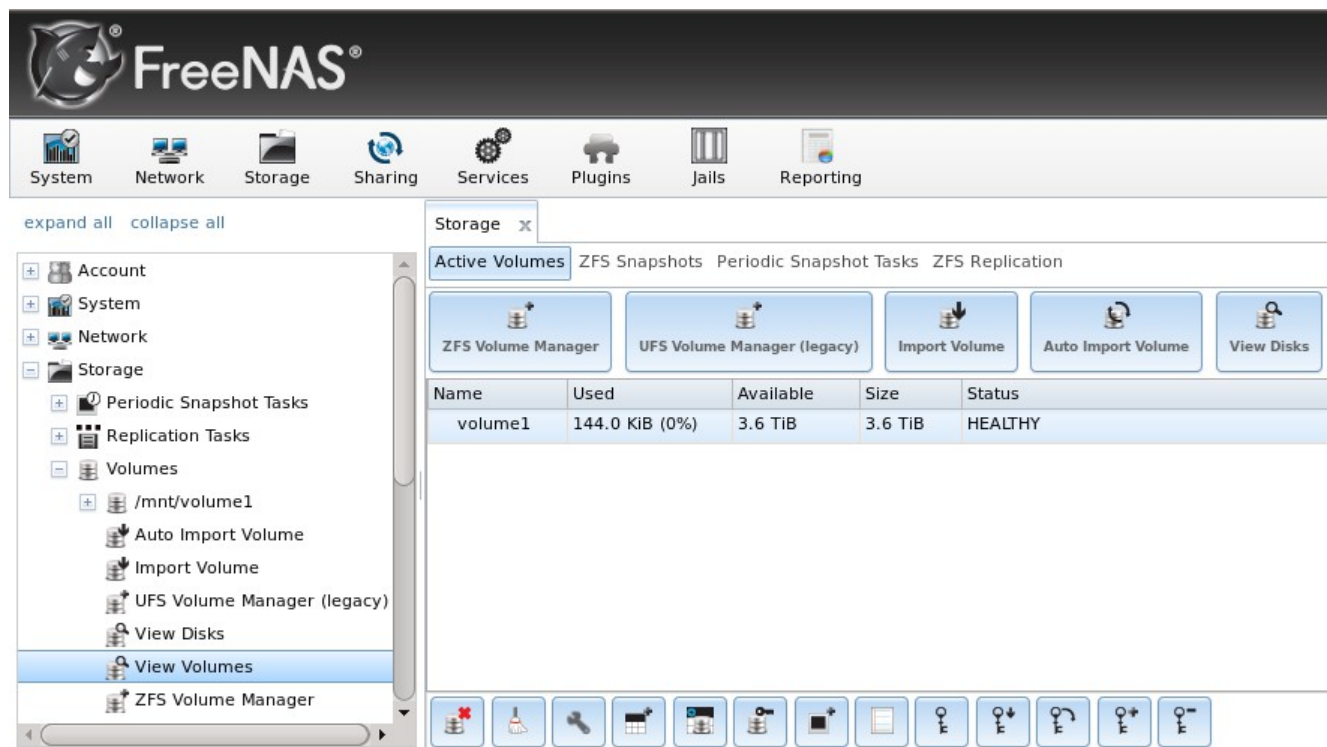 FreeNAS®
System Network Storage Sharing Services Plugins Jails Reporting
expand all collapse all
Account
System
Network
Storage
Periodic Snapshot Tasks
Replication Tasks
Volumes
/mnt/volume1
Auto Import Volume
Import Volume
UFS Volume Manager (legacy)
View Disks
View Volumes
ZFS Volume Manager
Storage x
Active Volumes ZFS Snapshots Periodic Snapshot Tasks ZFS Replication
ZFS Volume Manager UFS Volume Manager (legacy) Import Volume Auto Import Volume View Disks
Name Used Available Size Status
volume1 144.0 KiB (0%) 3.6 TiB 3.6 TiB HEALTHY